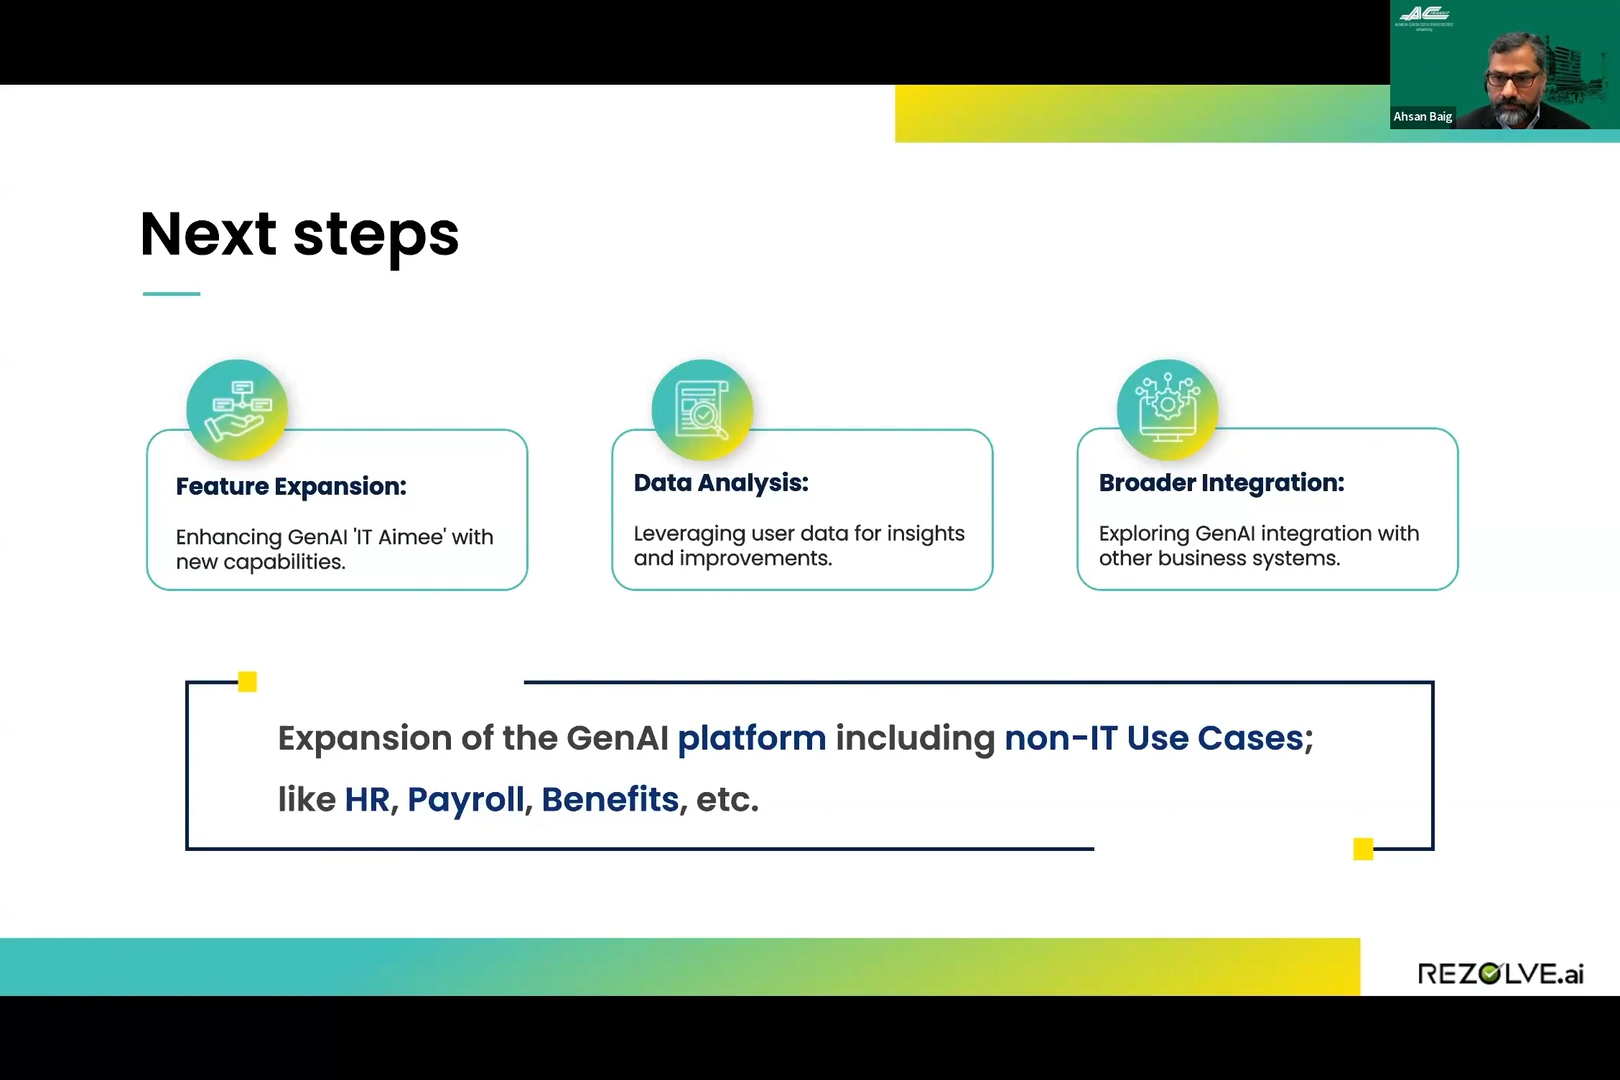 AC TRANSIT
Ahsan Baig
Next steps
Feature Expansion:
Enhancing GenAI 'IT Aimee' with
new capabilities.
Data Analysis:
Leveraging user data for insights
and improvements.
Broader Integration:
Exploring GenAI integration with
other business systems.
Expansion of the GenAI platform including non-IT Use Cases;
like HR, Payroll, Benefits, etc.
REZOLVE.ai